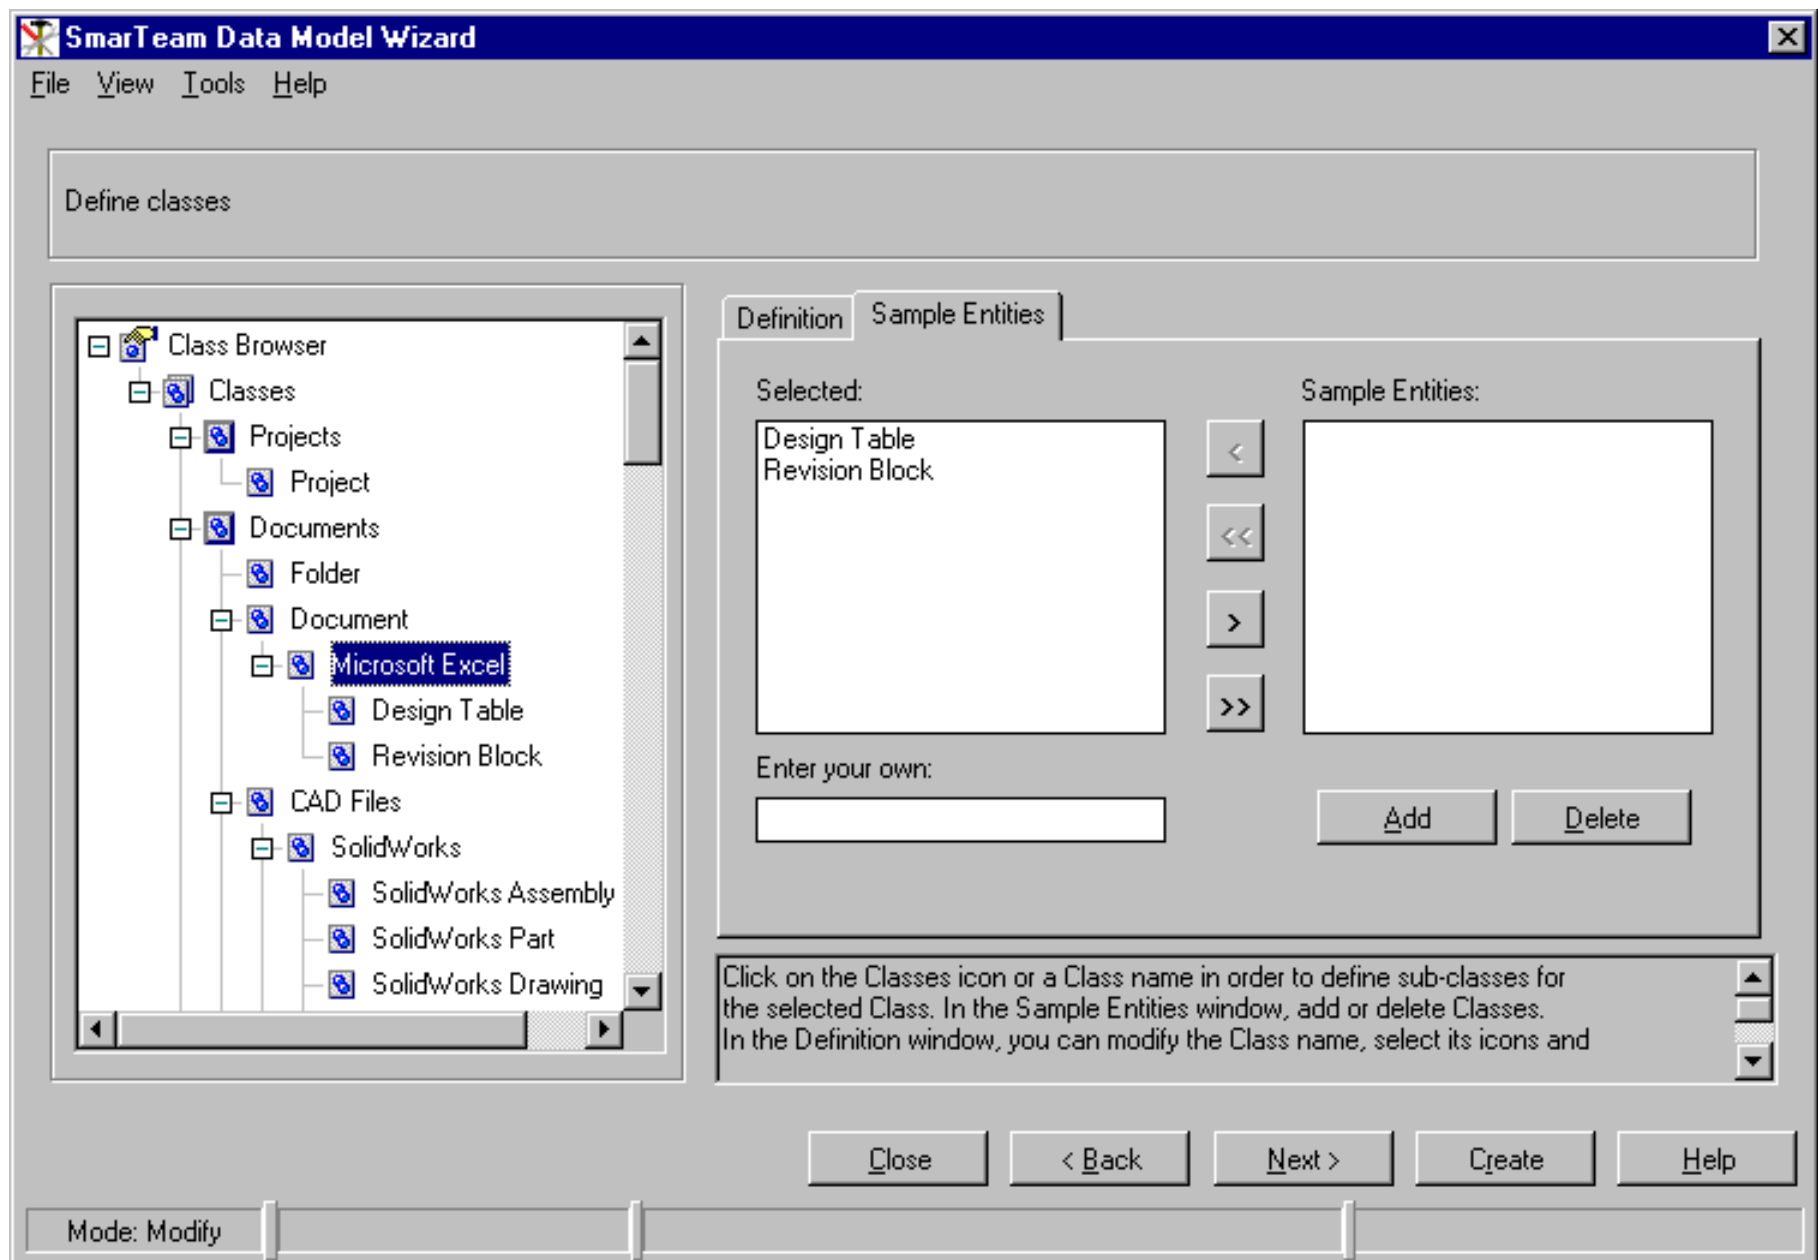 SmarTeam Data Model Wizard
File View Tools Help
Define classes
Class Browser
Classes
Projects
Project
Documents
Folder
Document
Microsoft Excel
Design Table
Revision Block
CAD Files
SolidWorks
SolidWorks Assembly
SolidWorks Part
SolidWorks Drawing
Definition Sample Entities
Selected: Sample Entities:
Design Table
Revision Block
<
<<
>
>>
Enter your own:
Add Delete
Click on the Classes icon or a Class name in order to define sub-classes for
the selected Class. In the Sample Entities window, add or delete Classes.
In the Definition window, you can modify the Class name, select its icons and
Close < Back Next > Create Help
Mode: Modify